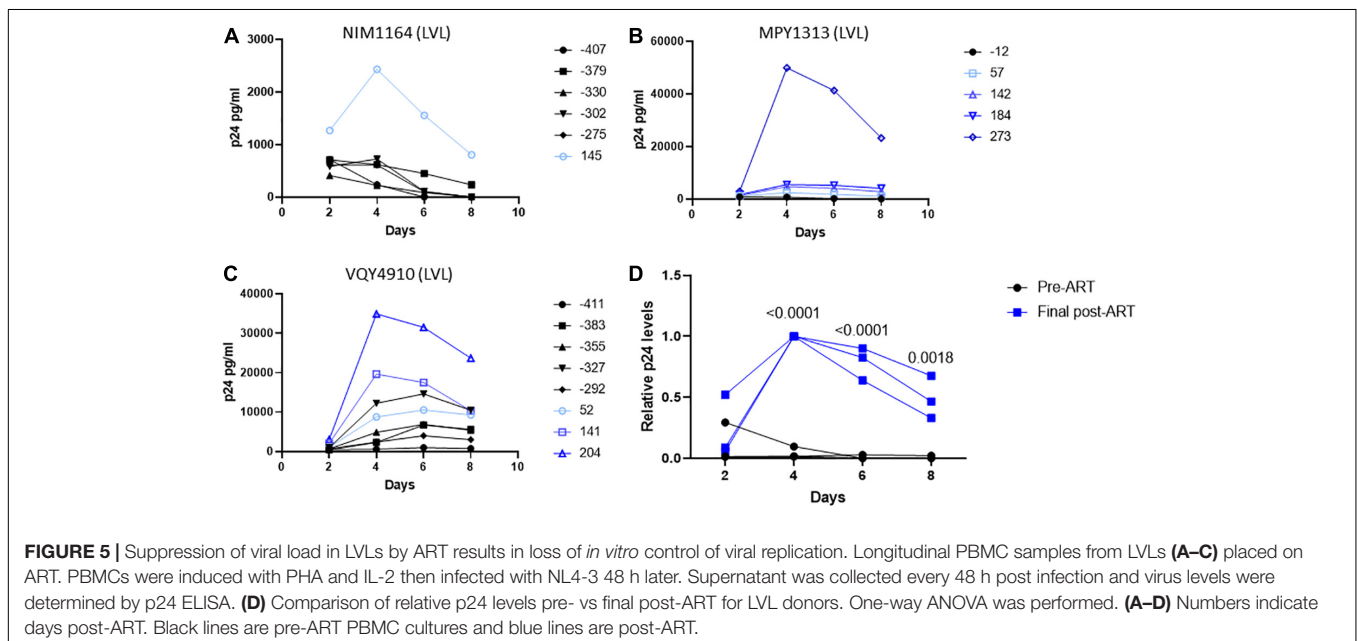 A NIM1164 (LVL)
3000
2000
1000
0
p24 pg/ml
0 2 4 6 8 10
Days
-407
-379
-330
-302
-275
145
B MPY1313 (LVL)
60000
40000
20000
0
p24 pg/ml
0 2 4 6 8 10
Days
-12
57
142
184
273
C VQY4910 (LVL)
40000
30000
20000
10000
0
p24 pg/ml
0 2 4 6 8 10
Days
-411
-383
-355
-327
-292
52
141
204
D
1.5
1.0
0.5
0.0
Relative p24 levels
<0.0001
<0.0001
0.0018
2 4 6 8
Days
Pre-ART
Final post-ART
FIGURE 5 | Suppression of viral load in LVLs by ART results in loss of in vitro control of viral replication. Longitudinal PBMC samples from LVLs (A–C) placed on
ART. PBMCs were induced with PHA and IL-2 then infected with NL4-3 48 h later. Supernatant was collected every 48 h post infection and virus levels were
determined by p24 ELISA. (D) Comparison of relative p24 levels pre- vs final post-ART for LVL donors. One-way ANOVA was performed. (A–D) Numbers indicate
days post-ART. Black lines are pre-ART PBMC cultures and blue lines are post-ART.